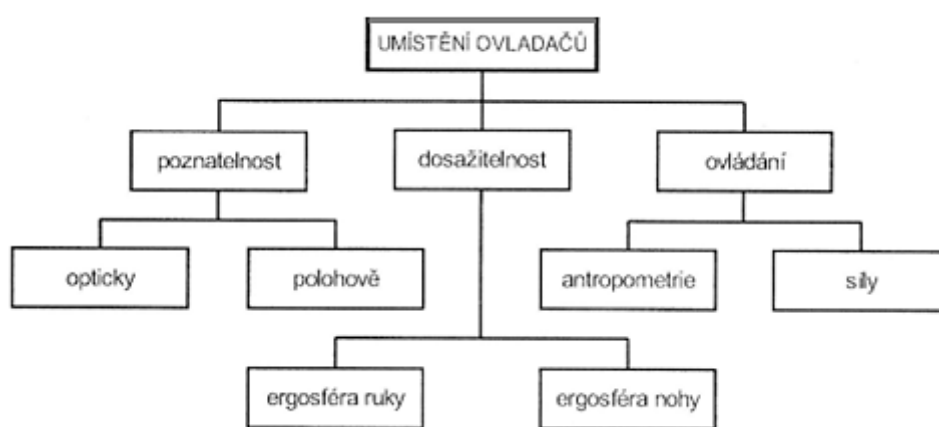 UMÍSTĚNÍ OVLADAČŮ
poznatelnost
dosažitelnost
ovládání
opticky
polohově
antropometrie
síly
ergosféra ruky
ergosféra nohy